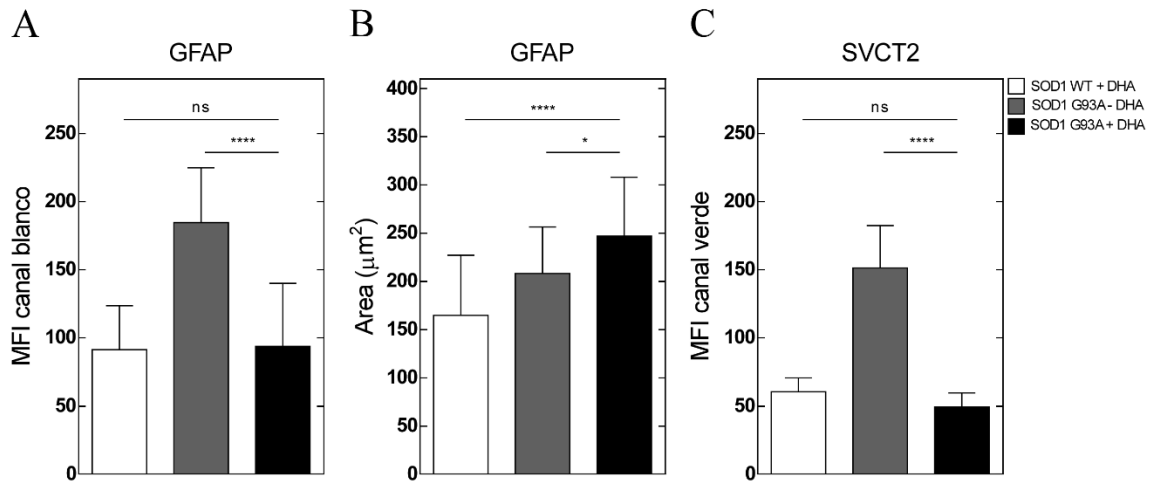 A
GFAP
MFI canal blanco
250
200
150
100
50
0
ns
****
B
GFAP
Area (μm²)
400
350
300
250
200
150
100
50
0
****
*
C
SVCT2
MFI canal verde
250
200
150
100
50
0
ns
****
SOD1 WT + DHA
SOD1 G93A - DHA
SOD1 G93A + DHA